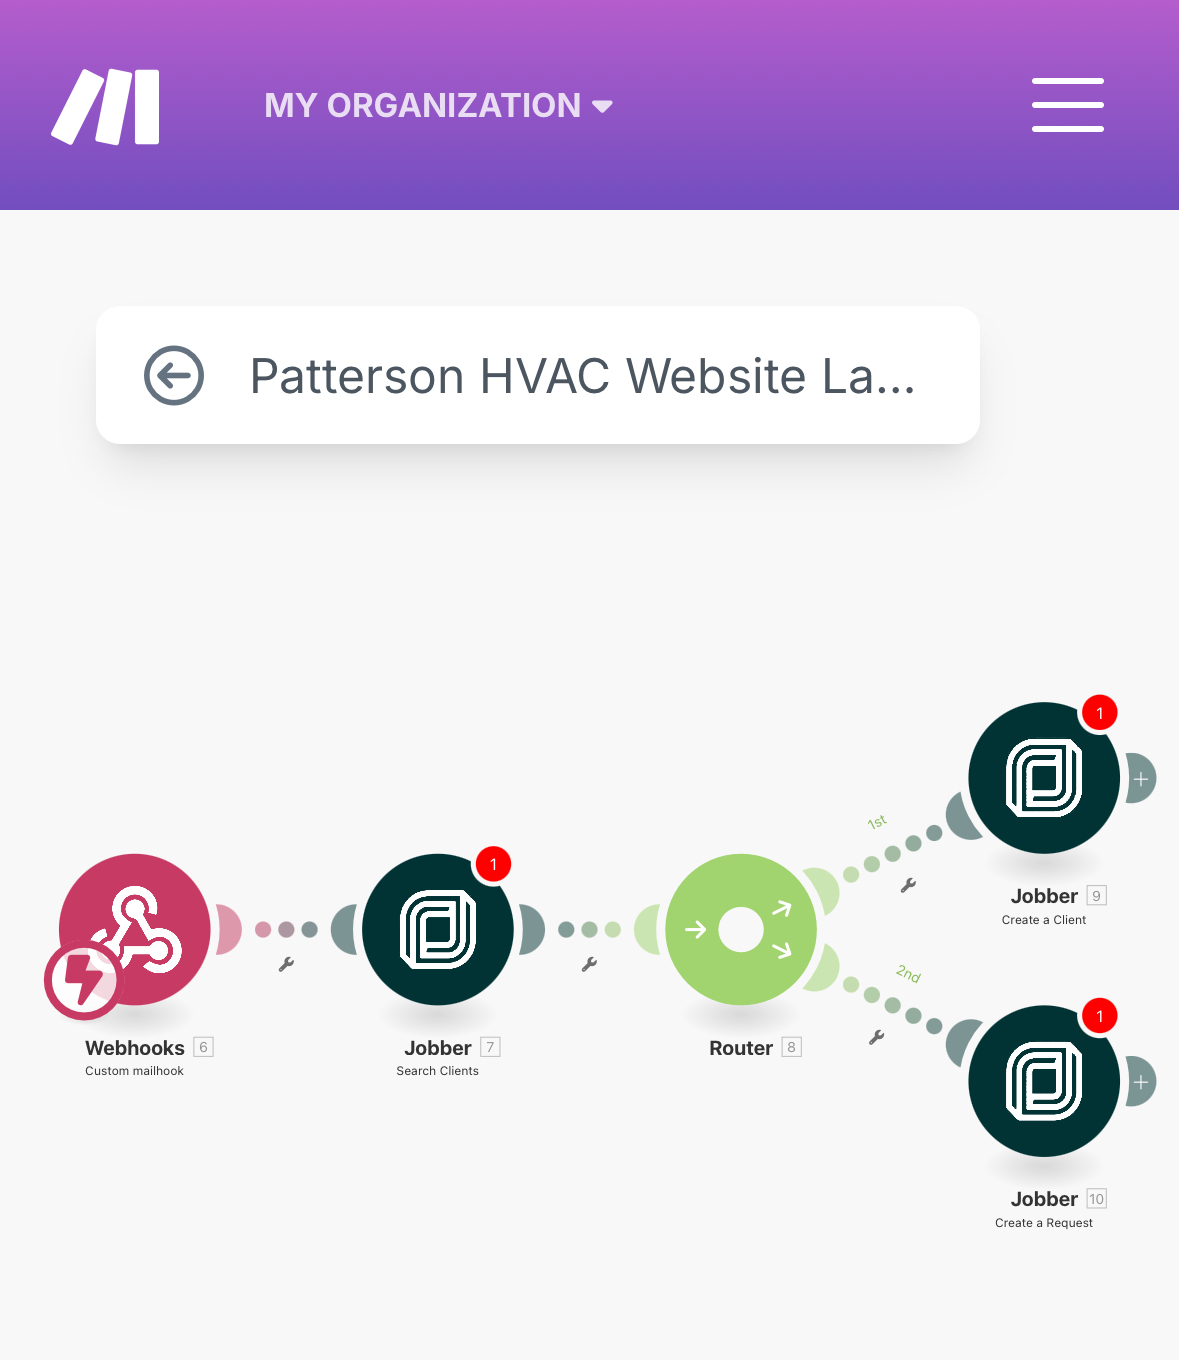 MY ORGANIZATION
Patterson HVAC Website La...
1
Jobber 9
Create a Client
1st
1
Webhooks 6
Custom mailhook
Jobber 7
Search Clients
Router 8
2nd
1
Jobber 10
Create a Request